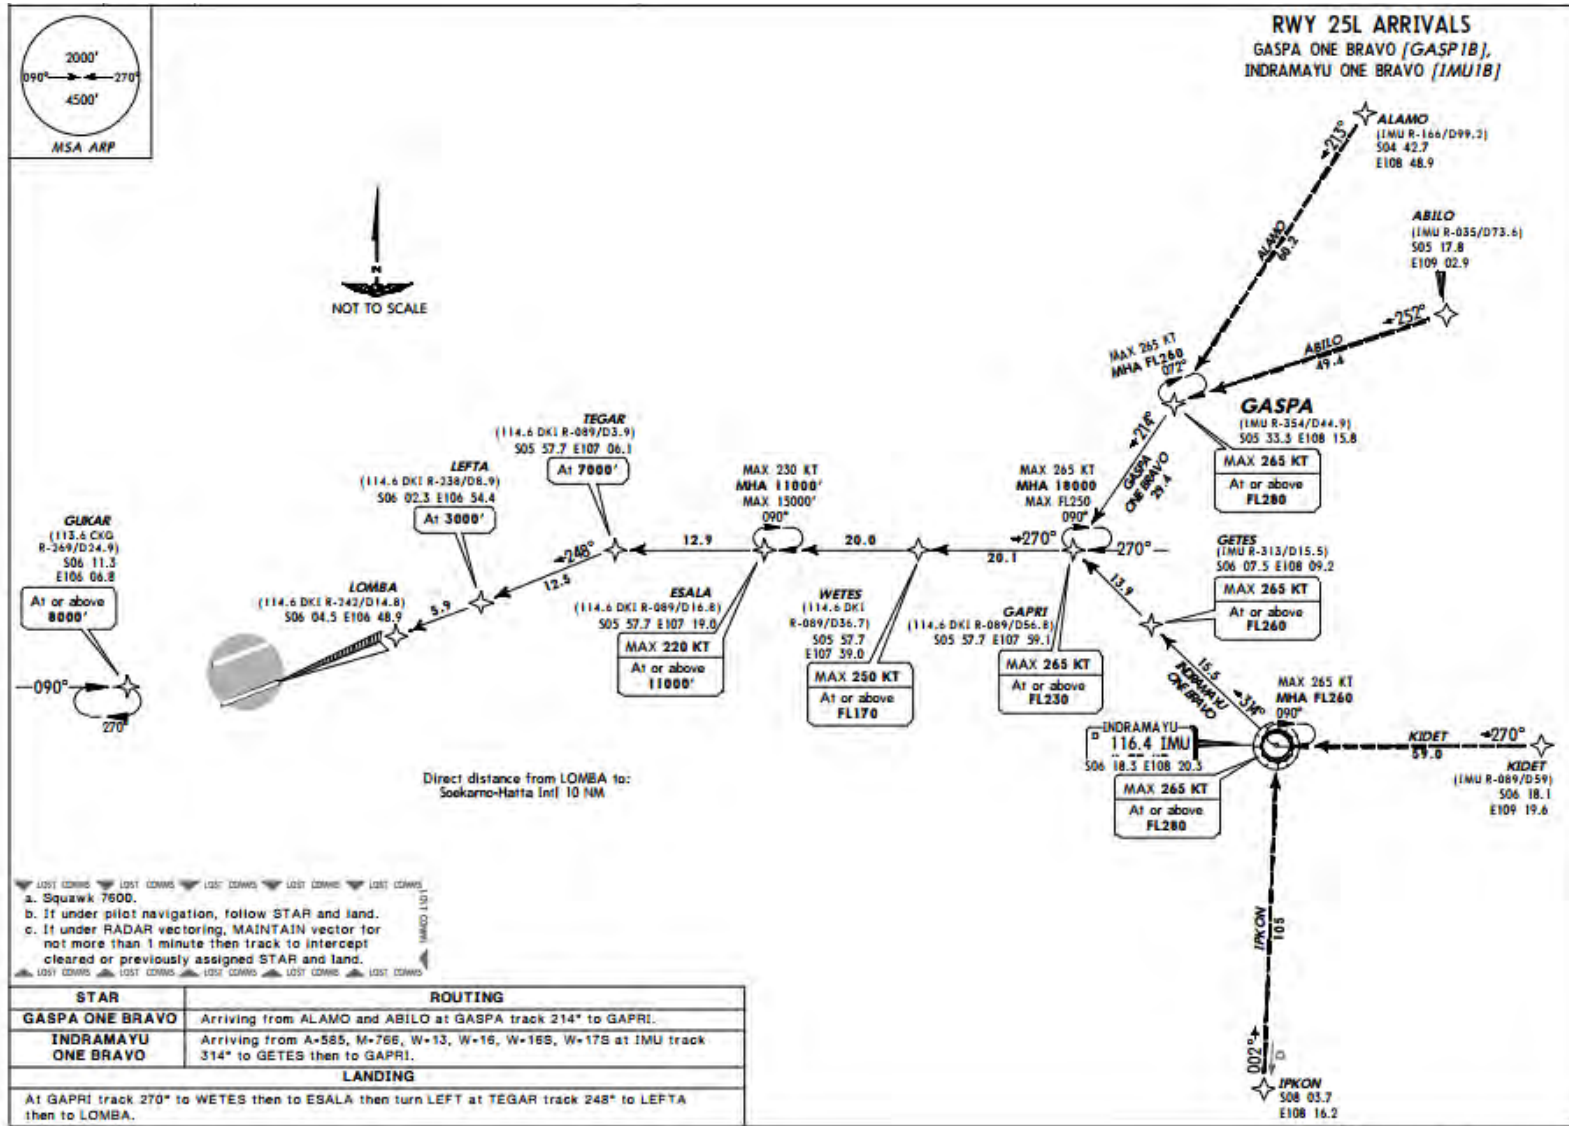 RWY 25L ARRIVALS
GASPA ONE BRAVO [GASP1B],
INDRAMAYU ONE BRAVO [IMU1B]
2000'
090° 270°
4500'
MSA ARP
N
NOT TO SCALE
213°
ALAMO
(IMU R-166/D99.2)
S04 42.7
E108 48.9
ALAMO
60.2
ABILO
(IMU R-035/D73.6)
S05 17.8
E109 02.9
252°
ABILO
49.4
MAX 265 KT
MHA FL260
072°
GASPA
(IMU R-354/D44.9)
S05 33.3 E108 15.8
MAX 265 KT
At or above
FL280
214°
GASPA
ONE BRAVO
29.4
TEGAR
(114.6 DKI R-089/D3.9)
S05 57.7 E107 06.1
At 7000'
LEFTA
(114.6 DKI R-238/D8.9)
S06 02.3 E106 54.4
At 3000'
GUKAR
(113.6 CKG
R-269/D24.9)
S06 11.3
E106 06.8
At or above
8000'
090°
270°
LOMBA
(114.6 DKI R-242/D14.8)
S06 04.5 E106 48.9
5.9
12.5
248°
12.9
MAX 230 KT
MHA 11000'
MAX 15000'
090°
20.0
20.1
270°
MAX 265 KT
MHA 18000
MAX FL250
090°
270°
ESALA
(114.6 DKI R-089/D16.8)
S05 57.7 E107 19.0
MAX 220 KT
At or above
11000'
WETES
(114.6 DKI
R-089/D36.7)
S05 57.7
E107 39.0
MAX 250 KT
At or above
FL170
GAPRI
(114.6 DKI R-089/D56.8)
S05 57.7 E107 59.1
MAX 265 KT
At or above
FL230
13.9
GETES
(IMU R-313/D15.5)
S06 07.5 E108 09.2
MAX 265 KT
At or above
FL260
15.5
INDRAMAYU
ONE BRAVO
314°
MAX 265 KT
MHA FL260
090°
INDRAMAYU
D 116.4 IMU
S06 18.3 E108 20.3
MAX 265 KT
At or above
FL280
KIDET
59.0
270°
KIDET
(IMU R-089/D59)
S06 18.1
E109 19.6
IPKON
105
002°
D
IPKON
S08 03.7
E108 16.2
Direct distance from LOMBA to:
Soekarno-Hatta Intl 10 NM
LOST COMMS LOST COMMS LOST COMMS LOST COMMS LOST COMMS
LOST COMMS
a. Squawk 7600.
b. If under pilot navigation, follow STAR and land.
c. If under RADAR vectoring, MAINTAIN vector for
not more than 1 minute then track to intercept
cleared or previously assigned STAR and land.
LOST COMMS LOST COMMS LOST COMMS LOST COMMS LOST COMMS
STAR ROUTING
GASPA ONE BRAVO Arriving from ALAMO and ABILO at GASPA track 214° to GAPRI.
INDRAMAYU ONE BRAVO Arriving from A-585, M-766, W-13, W-16, W-16S, W-17S at IMU track
314° to GETES then to GAPRI.
LANDING
At GAPRI track 270° to WETES then to ESALA then turn LEFT at TEGAR track 248° to LEFTA
then to LOMBA.